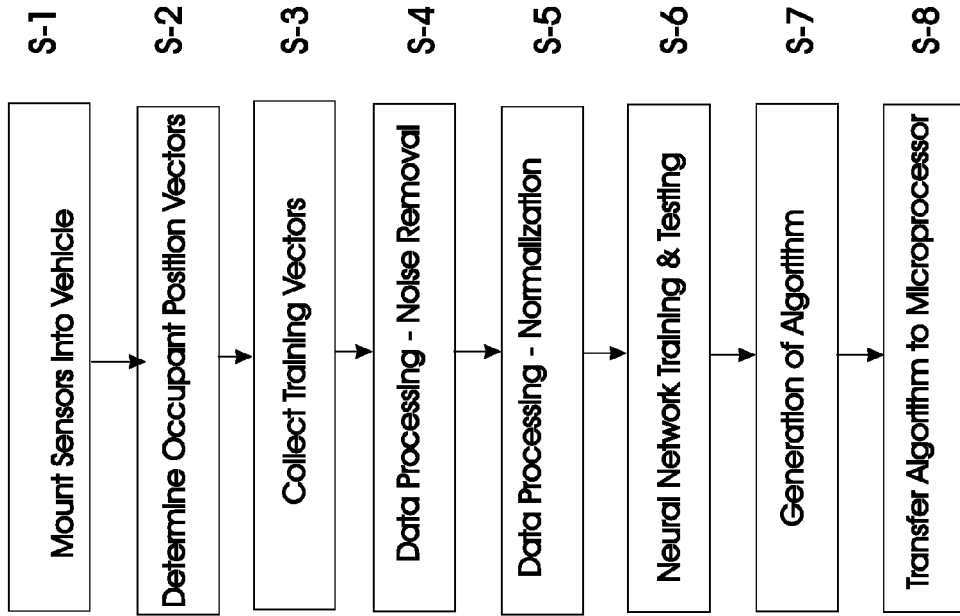 Mount Sensors Into Vehicle
S-1
Determine Occupant Position Vectors
S-2
Collect Training Vectors
S-3
Data Processing - Noise Removal
S-4
Data Processing - Normalization
S-5
Neural Network Training & Testing
S-6
Generation of Algorithm
S-7
Transfer Algorithm to Microprocessor
S-8